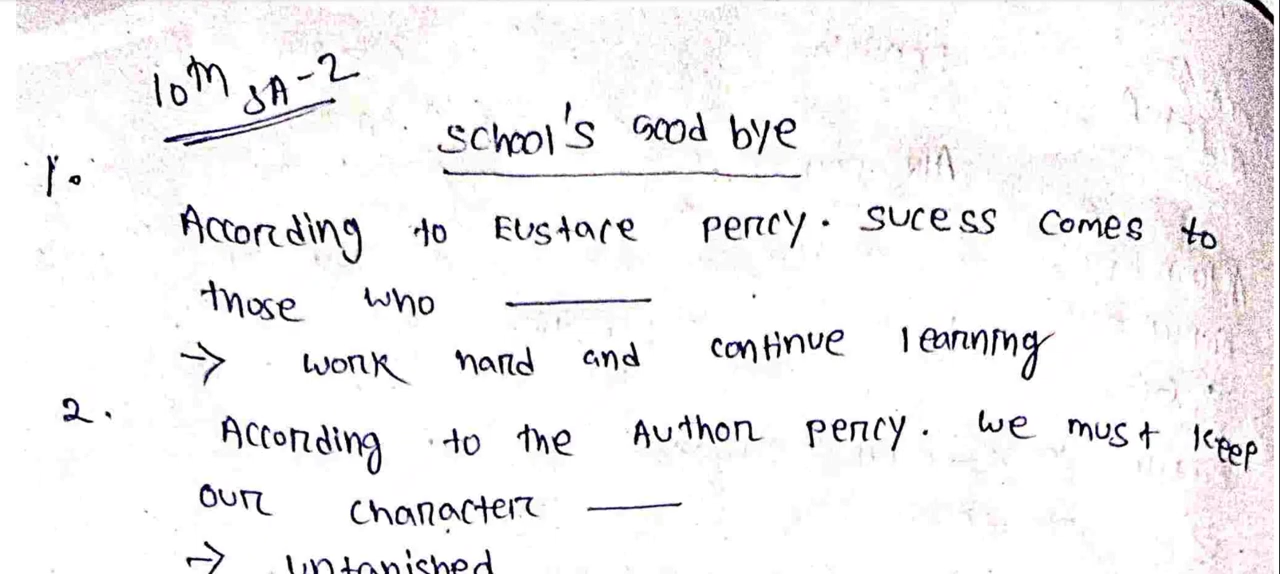 10th SA-2
School's Good bye
1.
According to Eustace percy. sucess comes to
those who ____
→ work hard and continue learning
2.
According to the Author percy. we must keep
our character ____
→ untanished